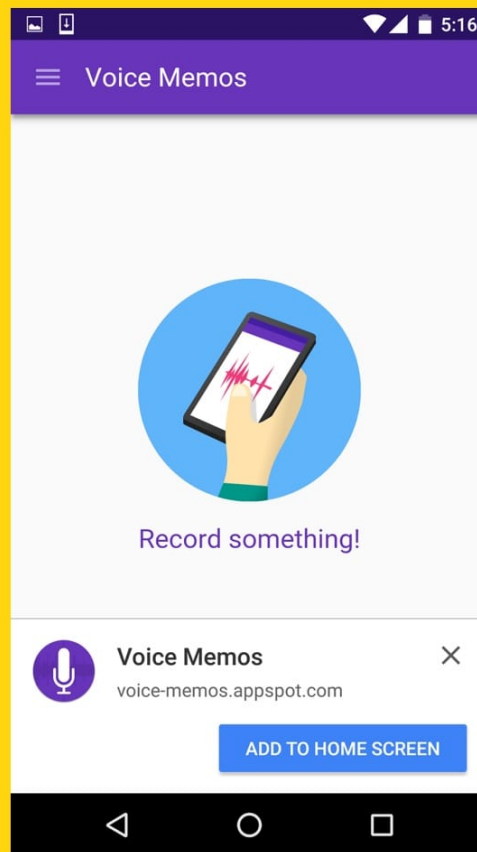 5:16
Voice Memos
Record something!
Voice Memos
voice-memos.appspot.com
ADD TO HOME SCREEN